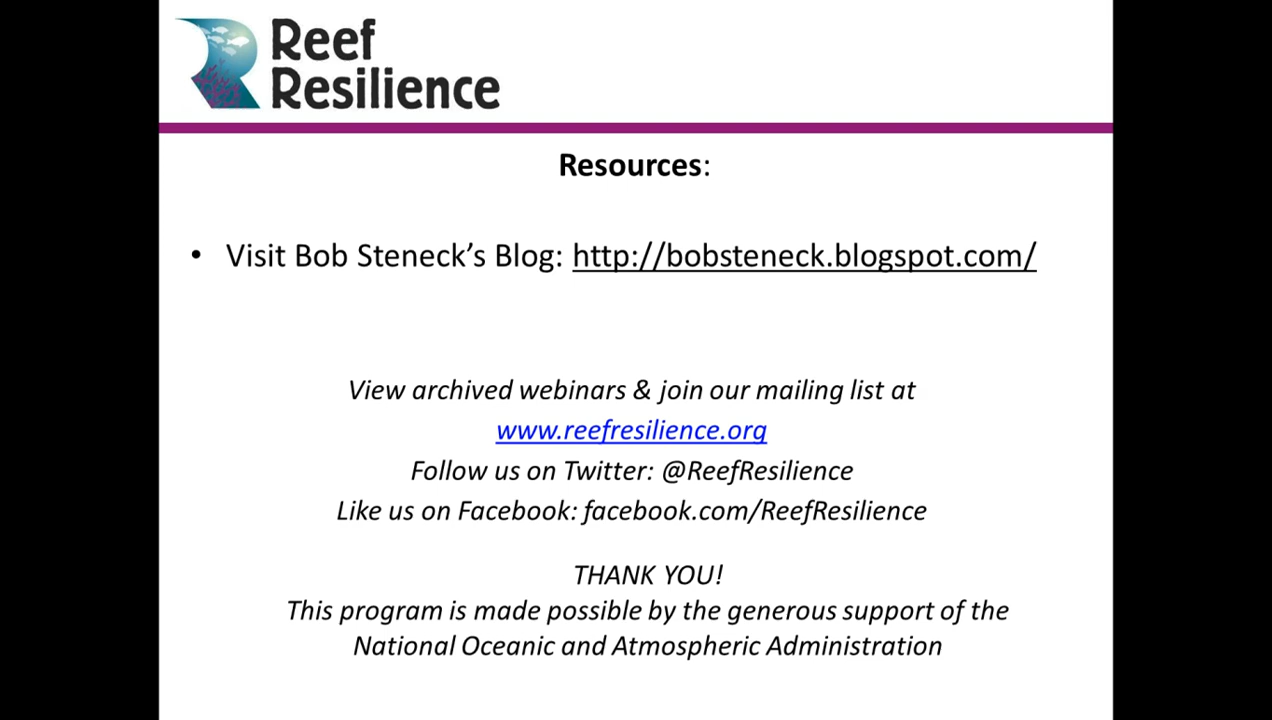 Reef
Resilience
Resources:
• Visit Bob Steneck’s Blog: http://bobsteneck.blogspot.com/
View archived webinars & join our mailing list at
www.reefresilience.org
Follow us on Twitter: @ReefResilience
Like us on Facebook: facebook.com/ReefResilience
THANK YOU!
This program is made possible by the generous support of the
National Oceanic and Atmospheric Administration